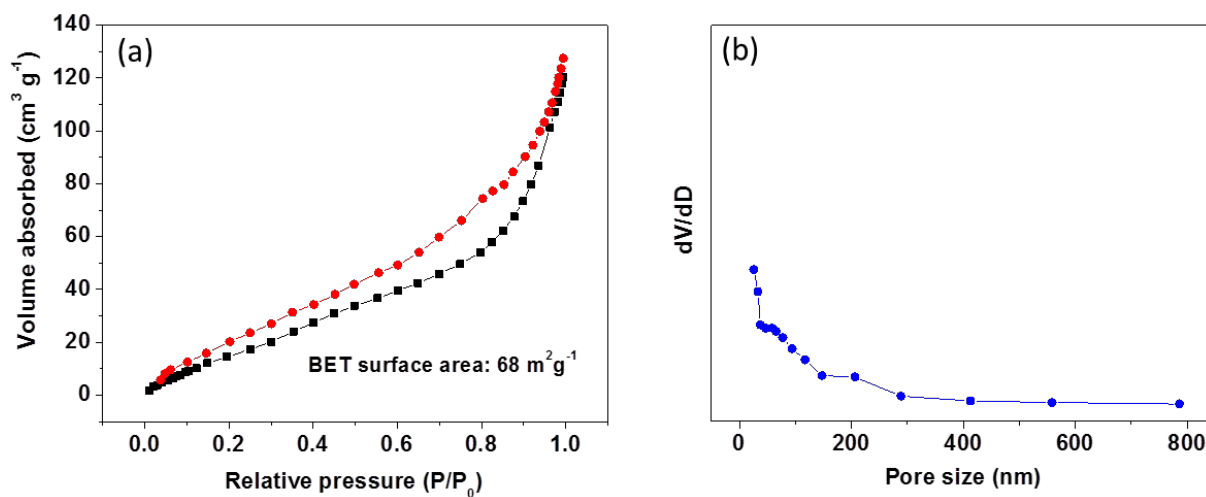 (a)
Volume absorbed (cm³ g⁻¹)
140
120
100
80
60
40
20
0
BET surface area: 68 m²g⁻¹
0.0 0.2 0.4 0.6 0.8 1.0
Relative pressure (P/P₀)
(b)
dV/dD
0 200 400 600 800
Pore size (nm)